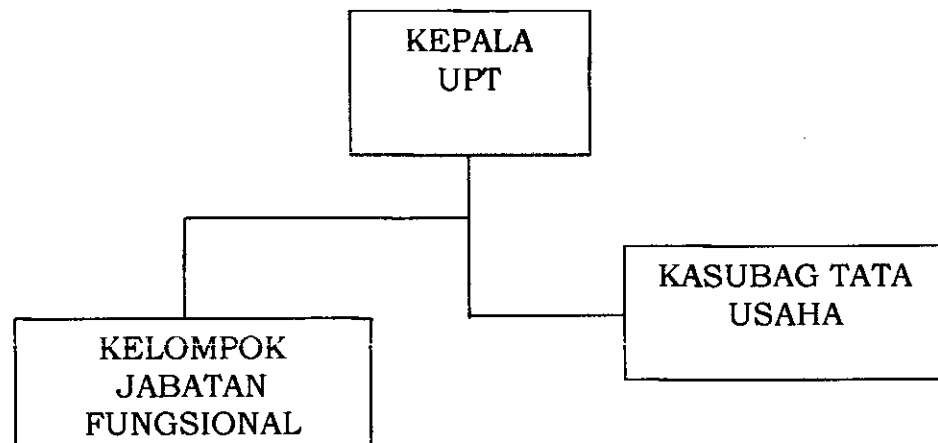 KEPALA
UPT
KASUBAG TATA
USAHA
KELOMPOK
JABATAN
FUNGSIONAL